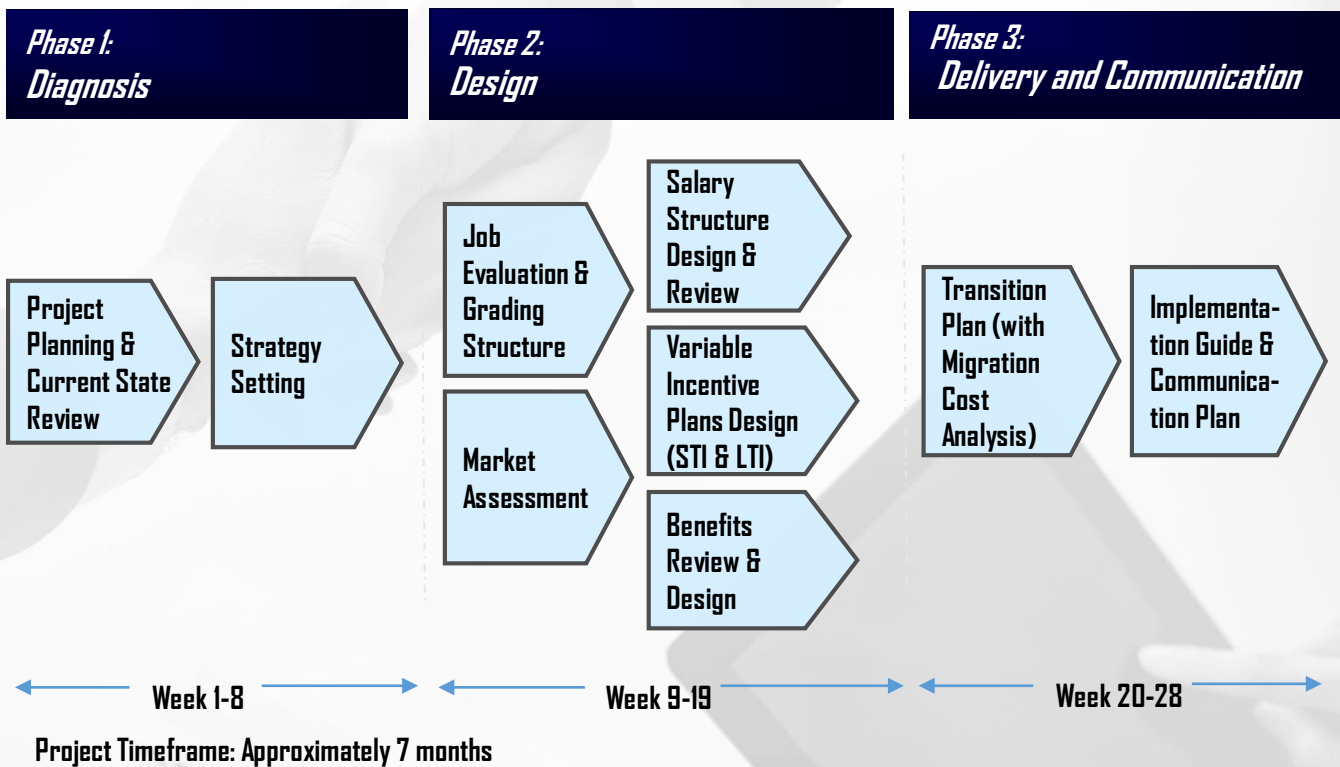 Phase 1:
Diagnosis
Phase 2:
Design
Phase 3:
Delivery and Communication
Project
Planning &
Current State
Review
Strategy
Setting
Job
Evaluation &
Grading
Structure
Market
Assessment
Salary
Structure
Design &
Review
Variable
Incentive
Plans Design
(STI & LTI)
Benefits
Review &
Design
Transition
Plan (with
Migration
Cost
Analysis)
Implementa-
tion Guide &
Communica-
tion Plan
Week 1-8
Week 9-19
Week 20-28
Project Timeframe: Approximately 7 months